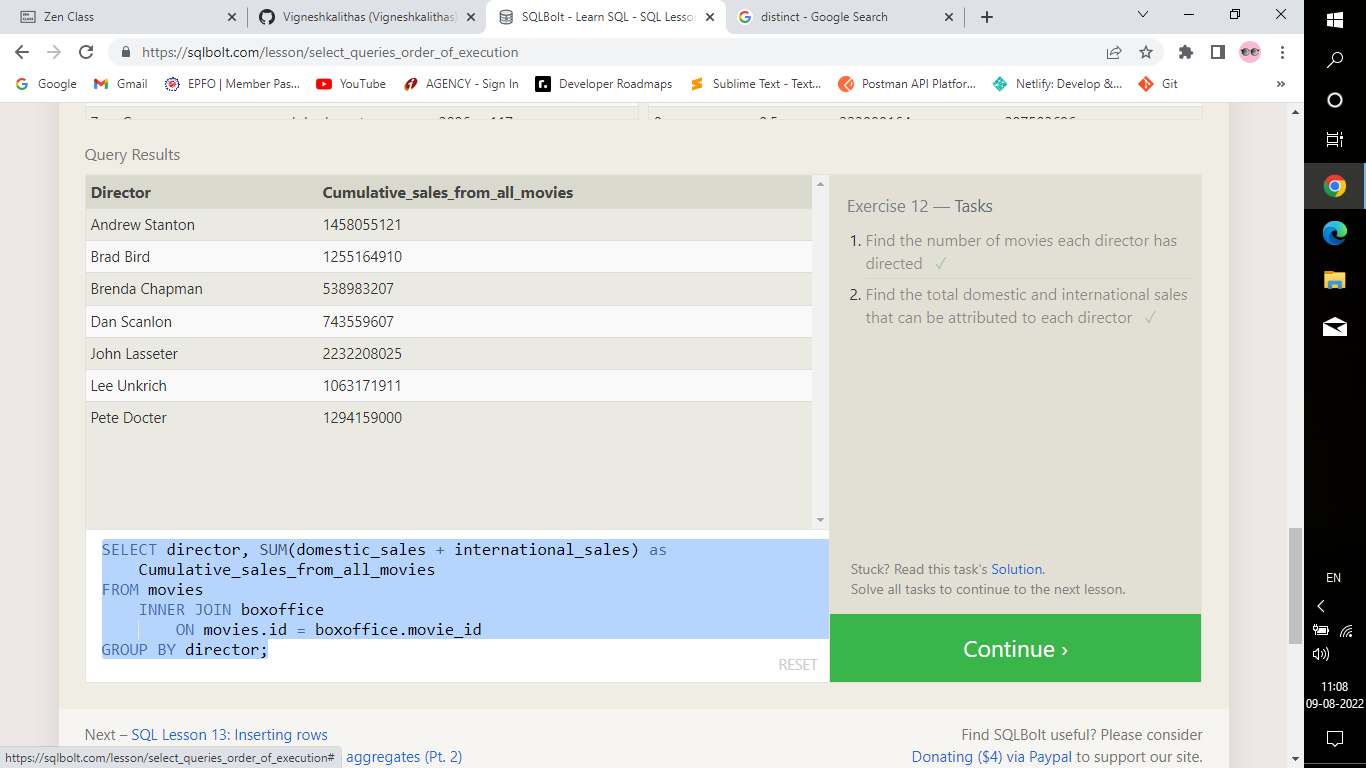 Zen Class
Vigneshkalithas (Vigneshkalithas)
SQLBolt - Learn SQL - SQL Lesso
distinct - Google Search
https://sqlbolt.com/lesson/select_queries_order_of_execution
Google
Gmail
EPFO | Member Pas...
YouTube
AGENCY - Sign In
Developer Roadmaps
Sublime Text - Text...
Postman API Platfor...
Netlify: Develop &...
Git
»
Query Results
Director Cumulative_sales_from_all_movies
Andrew Stanton 1458055121
Brad Bird 1255164910
Brenda Chapman 538983207
Dan Scanlon 743559607
John Lasseter 2232208025
Lee Unkrich 1063171911
Pete Docter 1294159000
Exercise 12 — Tasks
1. Find the number of movies each director has
directed ✓
2. Find the total domestic and international sales
that can be attributed to each director ✓
SELECT director, SUM(domestic_sales + international_sales) as
Cumulative_sales_from_all_movies
FROM movies
INNER JOIN boxoffice
ON movies.id = boxoffice.movie_id
GROUP BY director;
RESET
Stuck? Read this task's Solution.
Solve all tasks to continue to the next lesson.
Continue ›
Next – SQL Lesson 13: Inserting rows
aggregates (Pt. 2)
Find SQLBolt useful? Please consider
Donating ($4) via Paypal to support our site.
https://sqlbolt.com/lesson/select_queries_order_of_execution#
EN
11:08
09-08-2022